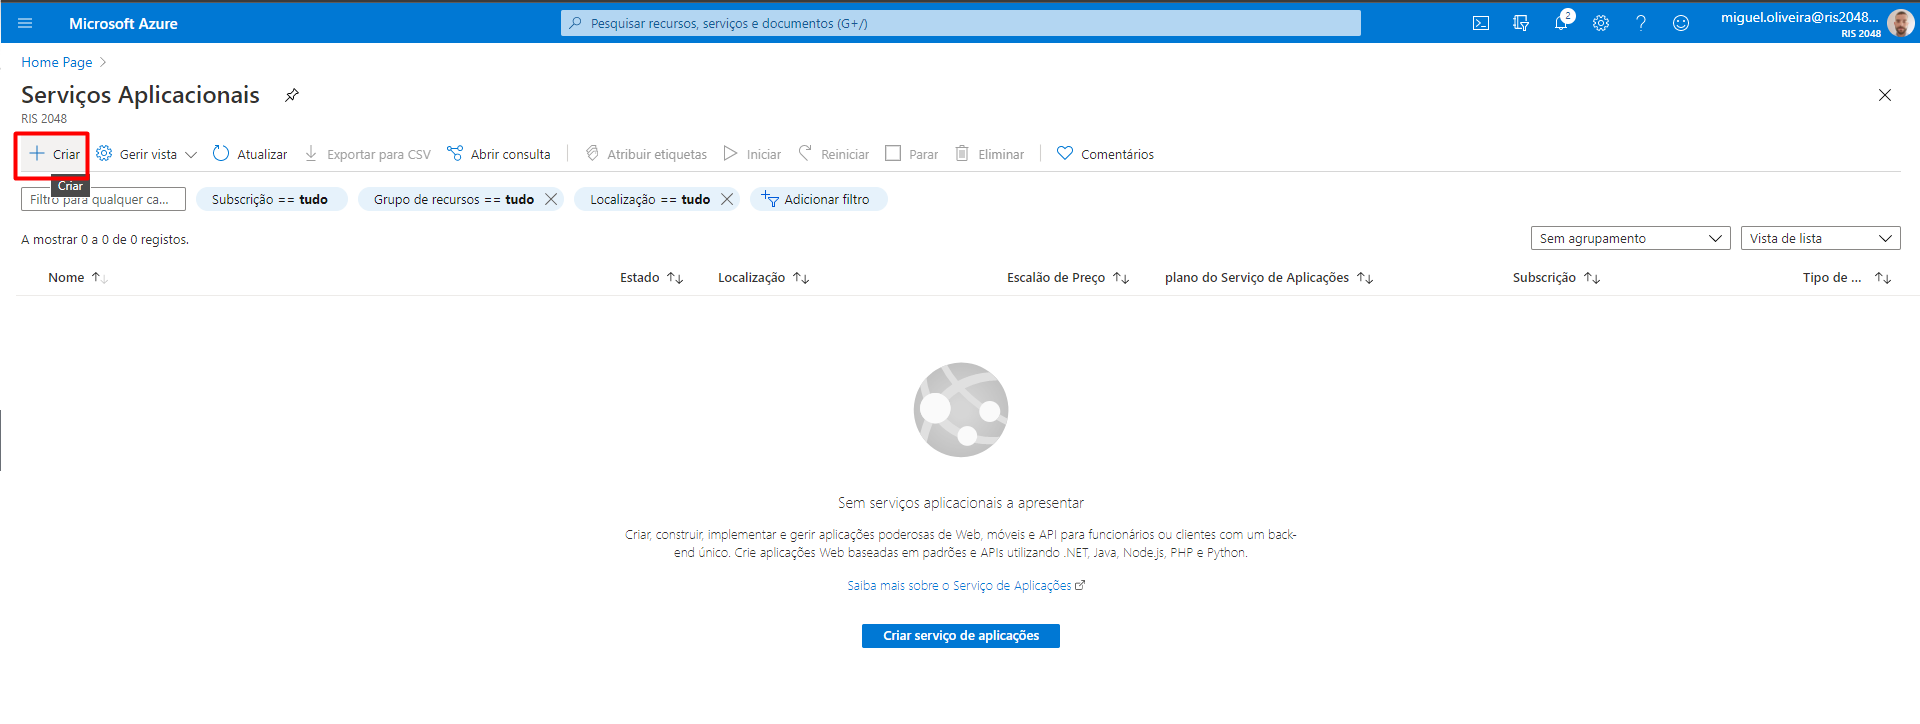 Microsoft Azure
Pesquisar recursos, serviços e documentos (G+/)
2
miguel.oliveira@ris2048...
RIS 2048
Home Page
Serviços Aplicacionais
RIS 2048
Criar
Gerir vista
Atualizar
Exportar para CSV
Abrir consulta
Atribuir etiquetas
Iniciar
Reiniciar
Parar
Eliminar
Comentários
Criar
Filtro para qualquer ca...
Subscrição == tudo
Grupo de recursos == tudo
Localização == tudo
Adicionar filtro
A mostrar 0 a 0 de 0 registos.
Sem agrupamento
Vista de lista
Nome
Estado
Localização
Escalão de Preço
plano do Serviço de Aplicações
Subscrição
Tipo de ...
Sem serviços aplicacionais a apresentar
Criar, construir, implementar e gerir aplicações poderosas de Web, móveis e API para funcionários ou clientes com um back-
end único. Crie aplicações Web baseadas em padrões e APIs utilizando .NET, Java, Node.js, PHP e Python.
Saiba mais sobre o Serviço de Aplicações
Criar serviço de aplicações